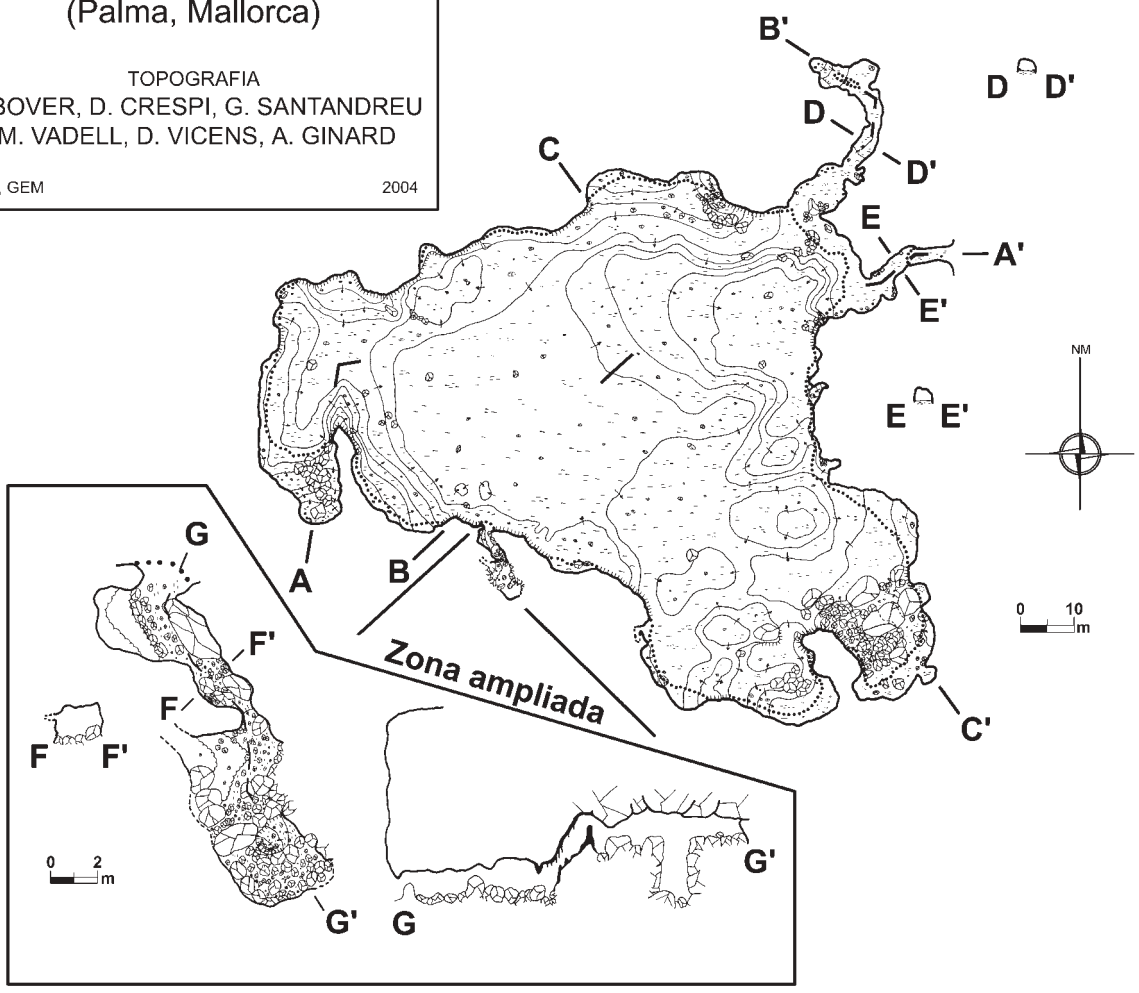 (Palma, Mallorca)
TOPOGRAFIA
BOVER, D. CRESPI, G. SANTANDREU
M. VADELL, D. VICENS, A. GINARD
, GEM 2004
B'
D D'
D
D'
C
E
A'
E'
NM
E E'
A
B
0 10
m
C'
Zona ampliada
G
F'
F
F F'
0 2
m
G'
G
G'